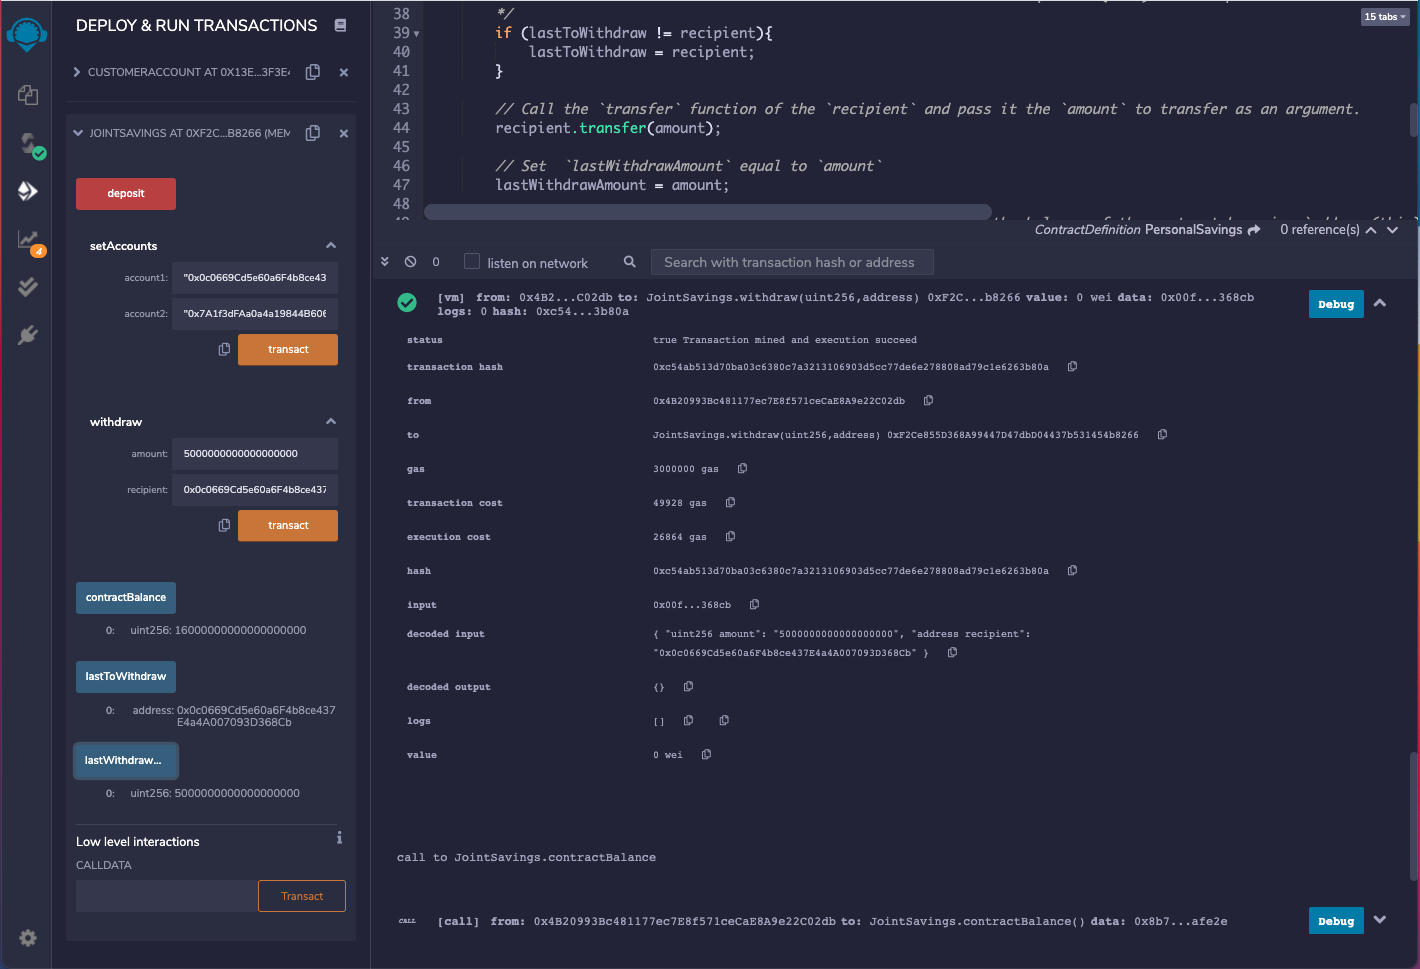 DEPLOY & RUN TRANSACTIONS
CUSTOMERACCOUNT AT 0X13E...3F3E4
JOINTSAVINGS AT 0XF2C...B8266 (MEM
deposit
setAccounts
account1: "0x0c0669Cd5e60a6F4b8ce43
account2: "0x7A1f3dFAa0a4a19844B606
transact
withdraw
amount: 5000000000000000000
recipient: 0x0c0669Cd5e60a6F4b8ce437
transact
contractBalance
0: uint256: 16000000000000000000
lastToWithdraw
0: address: 0x0c0669Cd5e60a6F4b8ce437
E4a4A007093D368Cb
lastWithdraw...
0: uint256: 5000000000000000000
Low level interactions
CALLDATA
Transact
4
15 tabs
38 */
39 if (lastToWithdraw != recipient){
40 lastToWithdraw = recipient;
41 }
42
43 // Call the `transfer` function of the `recipient` and pass it the `amount` to transfer as an argument.
44 recipient.transfer(amount);
45
46 // Set `lastWithdrawAmount` equal to `amount`
47 lastWithdrawAmount = amount;
48
ContractDefinition PersonalSavings 0 reference(s)
0 listen on network Search with transaction hash or address
[vm] from: 0x4B2...C02db to: JointSavings.withdraw(uint256,address) 0xF2C...b8266 value: 0 wei data: 0x00f...368cb
logs: 0 hash: 0xc54...3b80a
Debug
status true Transaction mined and execution succeed
transaction hash 0xc54ab513d70ba03c6380c7a3213106903d5cc77de6e278808ad79c1e6263b80a
from 0x4B20993Bc481177ec7E8f571ceCaE8A9e22C02db
to JointSavings.withdraw(uint256,address) 0xF2Ce855D368A99447D47dbD04437b531454b8266
gas 3000000 gas
transaction cost 49928 gas
execution cost 26864 gas
hash 0xc54ab513d70ba03c6380c7a3213106903d5cc77de6e278808ad79c1e6263b80a
input 0x00f...368cb
decoded input { "uint256 amount": "5000000000000000000", "address recipient":
"0x0c0669Cd5e60a6F4b8ce437E4a4A007093D368Cb" }
decoded output {}
logs []
value 0 wei
call to JointSavings.contractBalance
CALL [call] from: 0x4B20993Bc481177ec7E8f571ceCaE8A9e22C02db to: JointSavings.contractBalance() data: 0x8b7...afe2e
Debug